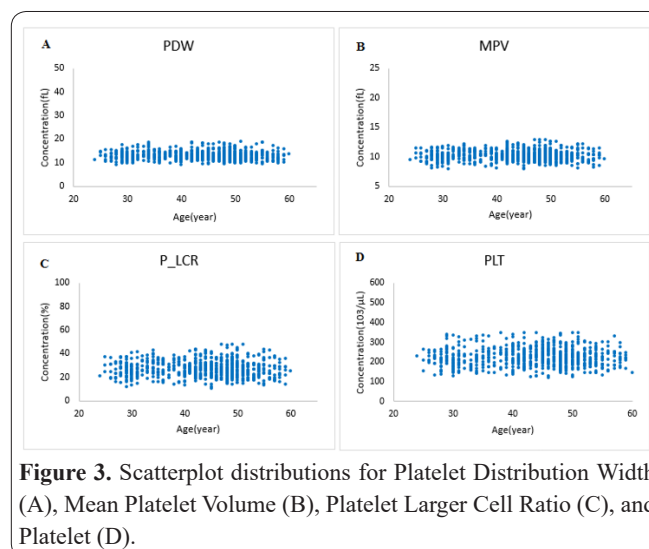 A
PDW
Concentration(fL)
50
40
30
20
10
0
20
30
40
50
60
Age(year)
B
MPV
Concentration(fL)
25
20
15
10
5
20
30
40
50
60
Age(year)
C
P_LCR
Concentration(%)
100
80
60
40
20
0
20
30
40
50
60
Age(year)
D
PLT
Concentration(103/µL)
600
500
400
300
200
100
0
20
30
40
50
60
Age(year)
Figure 3. Scatterplot distributions for Platelet Distribution Width
(A), Mean Platelet Volume (B), Platelet Larger Cell Ratio (C), and
Platelet (D).